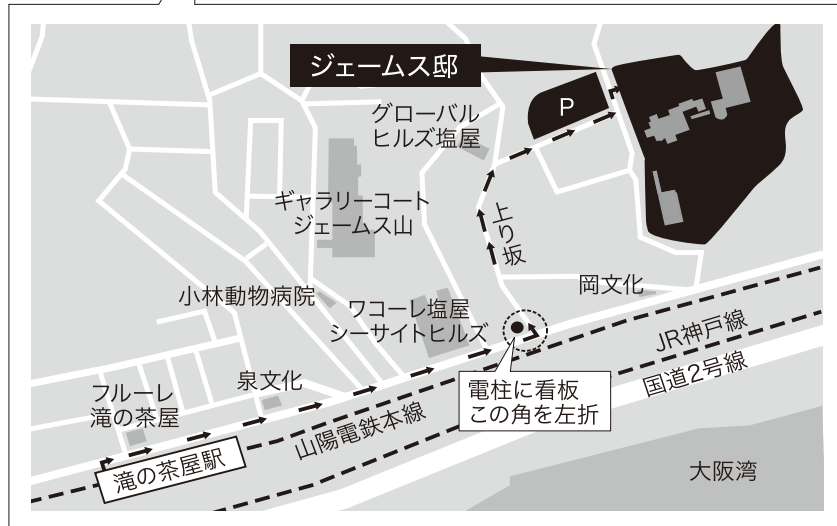 ジェームス邸
P
グローバル
ヒルズ塩屋
ギャラリーコート
ジェームス山
上り坂
小林動物病院
ワコーレ塩屋
シーサイトヒルズ
岡文化
JR神戸線
国道2号線
電柱に看板
この角を左折
フルーレ
滝の茶屋
泉文化
山陽電鉄本線
滝の茶屋駅
大阪湾